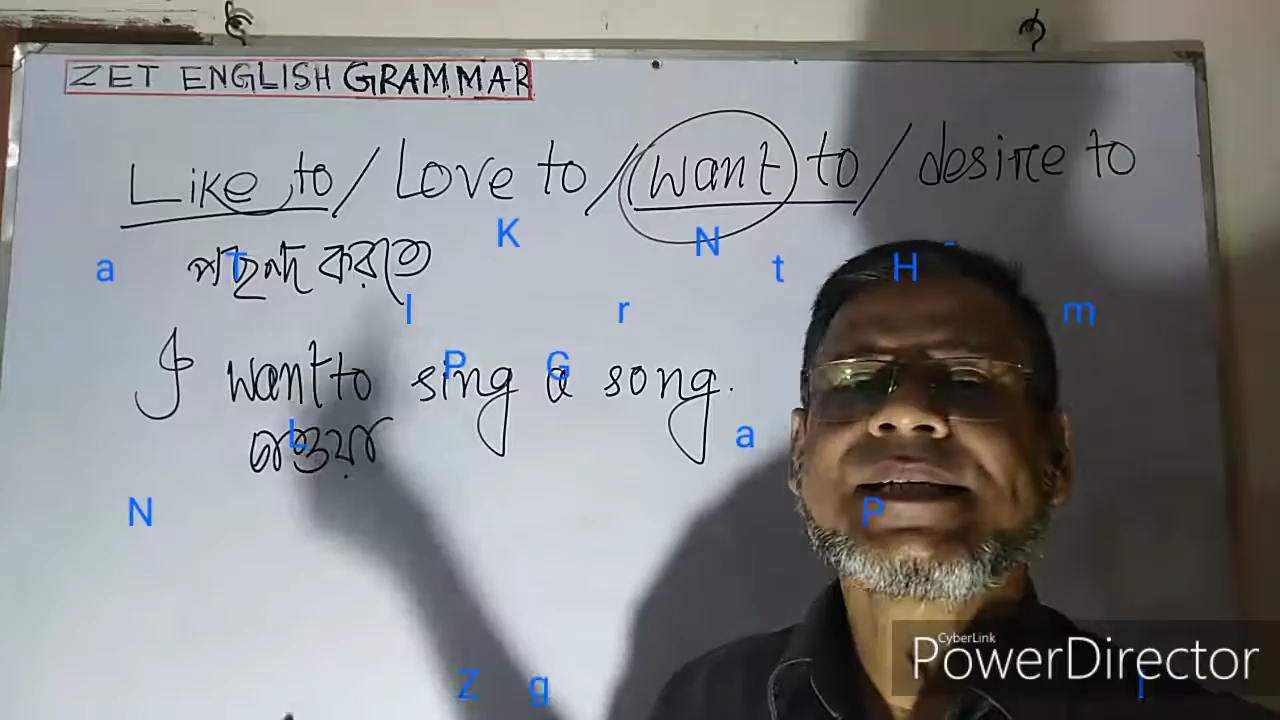 ZET ENGLISH GRAMMAR
Like to / Love to / want to / desire to
পছন্দ করতে
I want to sing a song.
CyberLink
PowerDirector